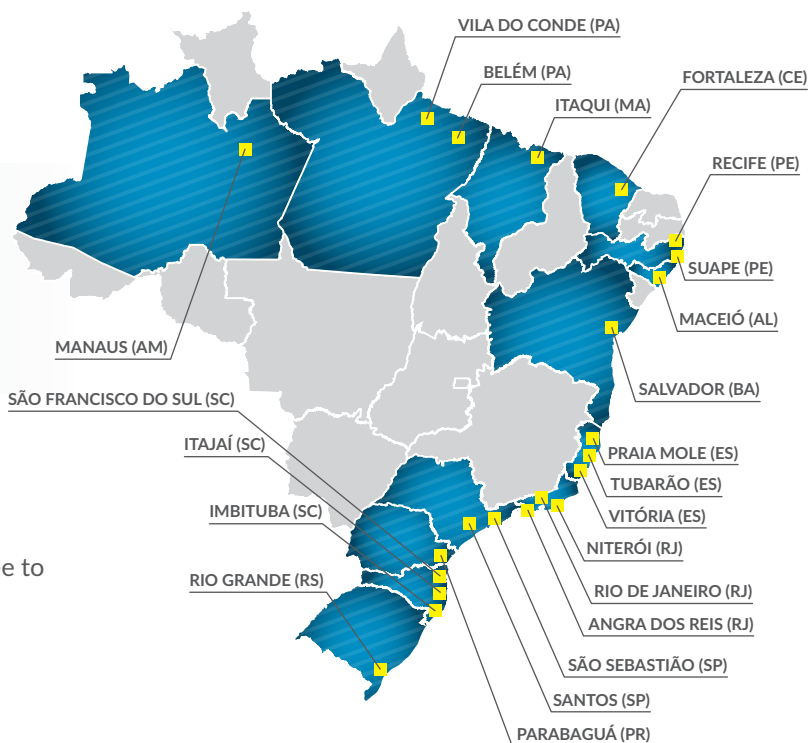 VILA DO CONDE (PA)
BELÉM (PA)
FORTALEZA (CE)
ITAQUI (MA)
RECIFE (PE)
SUAPE (PE)
MACEIÓ (AL)
MANAUS (AM)
SALVADOR (BA)
SÃO FRANCISCO DO SUL (SC)
ITAJAÍ (SC)
PRAIA MOLE (ES)
TUBARÃO (ES)
IMBITUBA (SC)
VITÓRIA (ES)
NITERÓI (RJ)
e to
RIO GRANDE (RS)
RIO DE JANEIRO (RJ)
ANGRA DOS REIS (RJ)
SÃO SEBASTIÃO (SP)
SANTOS (SP)
PARABAGUÁ (PR)